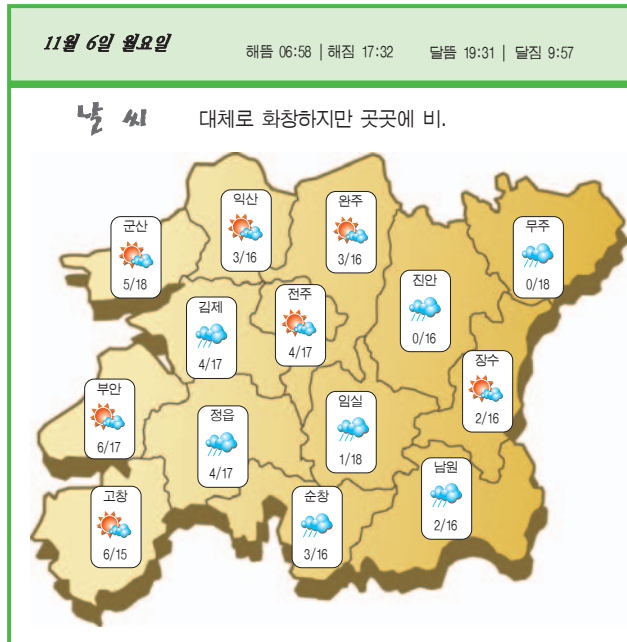 11월 6일 월요일
해뜸 06:58 | 해짐 17:32 달뜸 19:31 | 달짐 9:57
날 씨 대체로 화창하지만 곳곳에 비.
군산
5/18
익산
3/16
완주
3/16
무주
0/18
김제
4/17
전주
4/17
진안
0/16
장수
2/16
부안
6/17
정읍
4/17
임실
1/18
남원
2/16
고창
6/15
순창
3/16